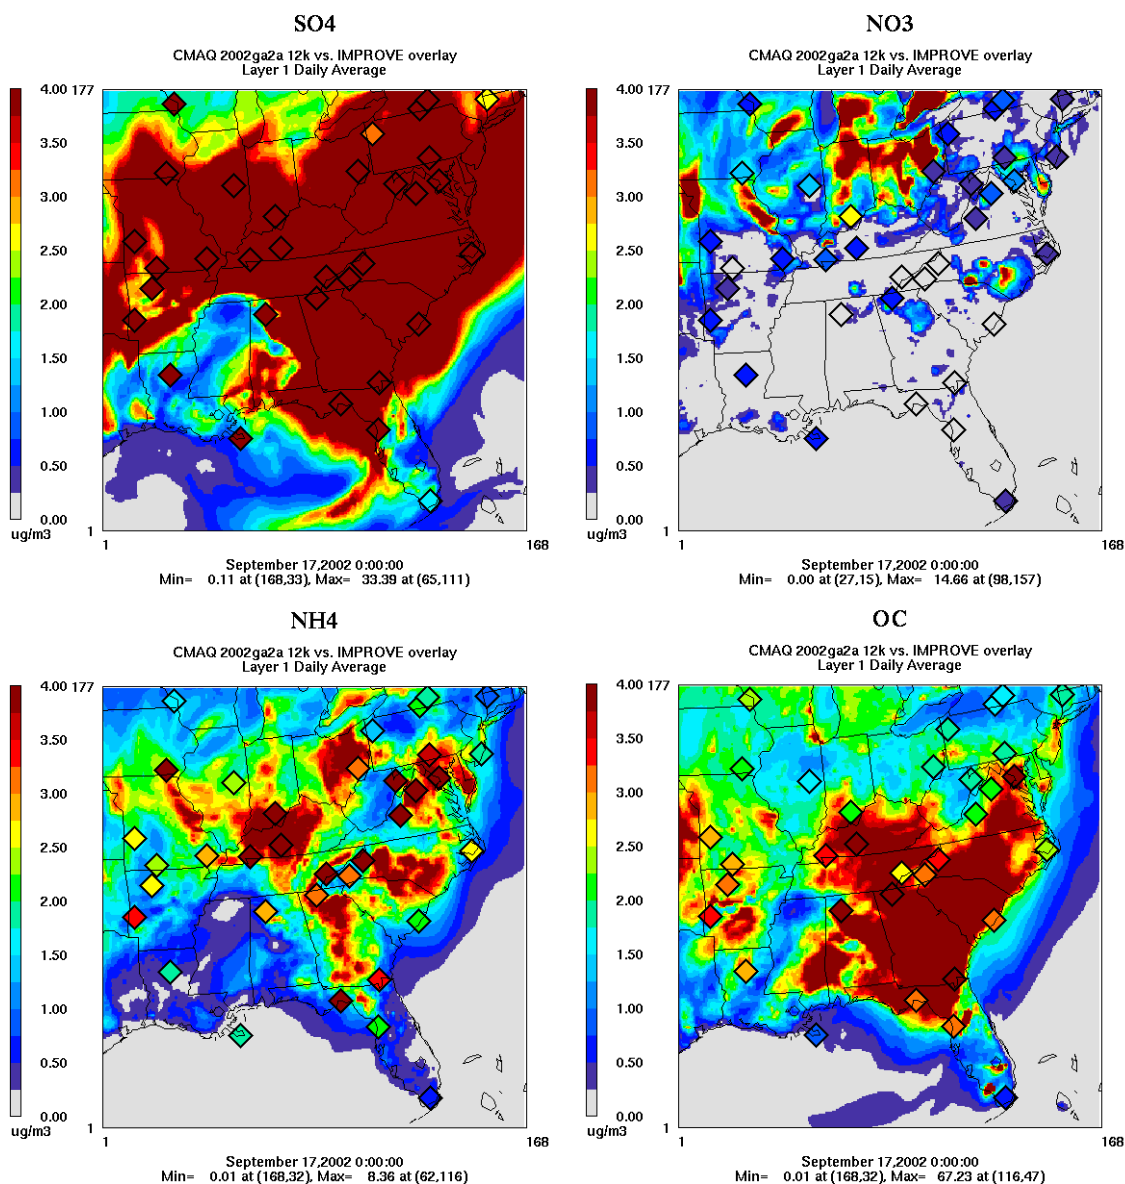 SO4
CMAQ 2002ga2a 12k vs. IMPROVE overlay
Layer 1 Daily Average
4.00 177
3.50
3.00
2.50
2.00
1.50
1.00
0.50
0.00
ug/m3
1
1
168
September 17,2002 0:00:00
Min= 0.11 at (168,33), Max= 33.39 at (65,111)
NO3
CMAQ 2002ga2a 12k vs. IMPROVE overlay
Layer 1 Daily Average
4.00 177
3.50
3.00
2.50
2.00
1.50
1.00
0.50
0.00
ug/m3
1
1
168
September 17,2002 0:00:00
Min= 0.00 at (27,15), Max= 14.66 at (98,157)
NH4
CMAQ 2002ga2a 12k vs. IMPROVE overlay
Layer 1 Daily Average
4.00 177
3.50
3.00
2.50
2.00
1.50
1.00
0.50
0.00
ug/m3
1
1
168
September 17,2002 0:00:00
Min= 0.01 at (168,32), Max= 8.36 at (62,116)
OC
CMAQ 2002ga2a 12k vs. IMPROVE overlay
Layer 1 Daily Average
4.00 177
3.50
3.00
2.50
2.00
1.50
1.00
0.50
0.00
ug/m3
1
1
168
September 17,2002 0:00:00
Min= 0.01 at (168,32), Max= 67.23 at (116,47)